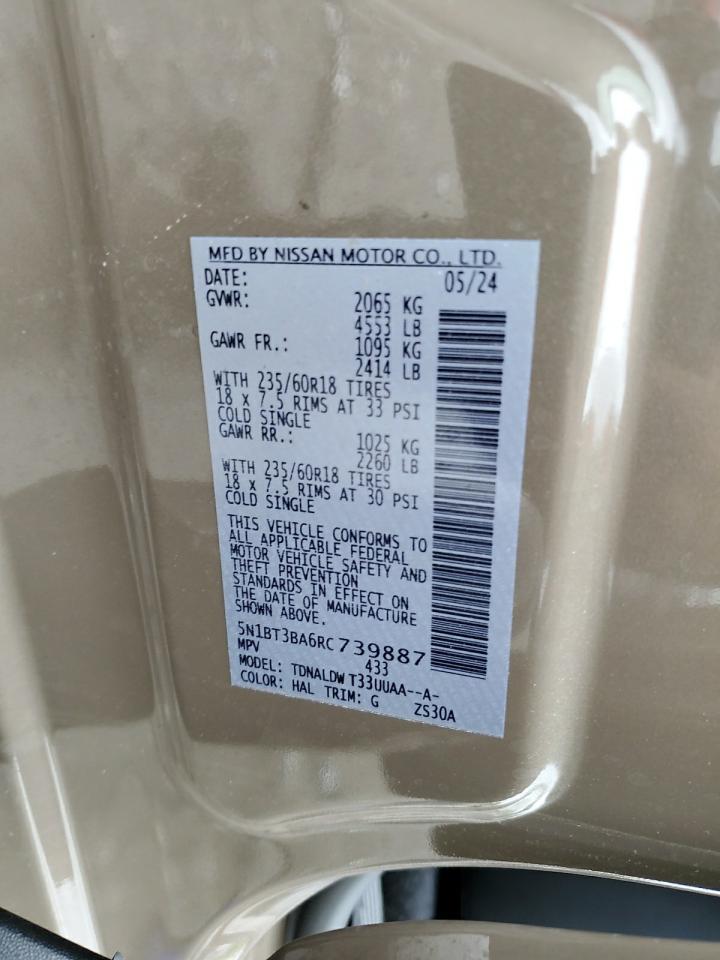 MFD BY NISSAN MOTOR CO., LTD.
DATE: 05/24
GVWR: 2065 KG
4553 LB
GAWR FR.: 1095 KG
2414 LB
WITH 235/60R18 TIRES
18 x 7.5 RIMS AT 33 PSI
COLD SINGLE
GAWR RR.: 1025 KG
2260 LB
WITH 235/60R18 TIRES
18 x 7.5 RIMS AT 30 PSI
COLD SINGLE
THIS VEHICLE CONFORMS TO
ALL APPLICABLE FEDERAL
MOTOR VEHICLE SAFETY AND
THEFT PREVENTION
STANDARDS IN EFFECT ON
THE DATE OF MANUFACTURE
SHOWN ABOVE.
5N1BT3BA6RC739887
MPV 433
MODEL: TDNALDW T33UUAA--A-
COLOR: HAL TRIM: G ZS30A